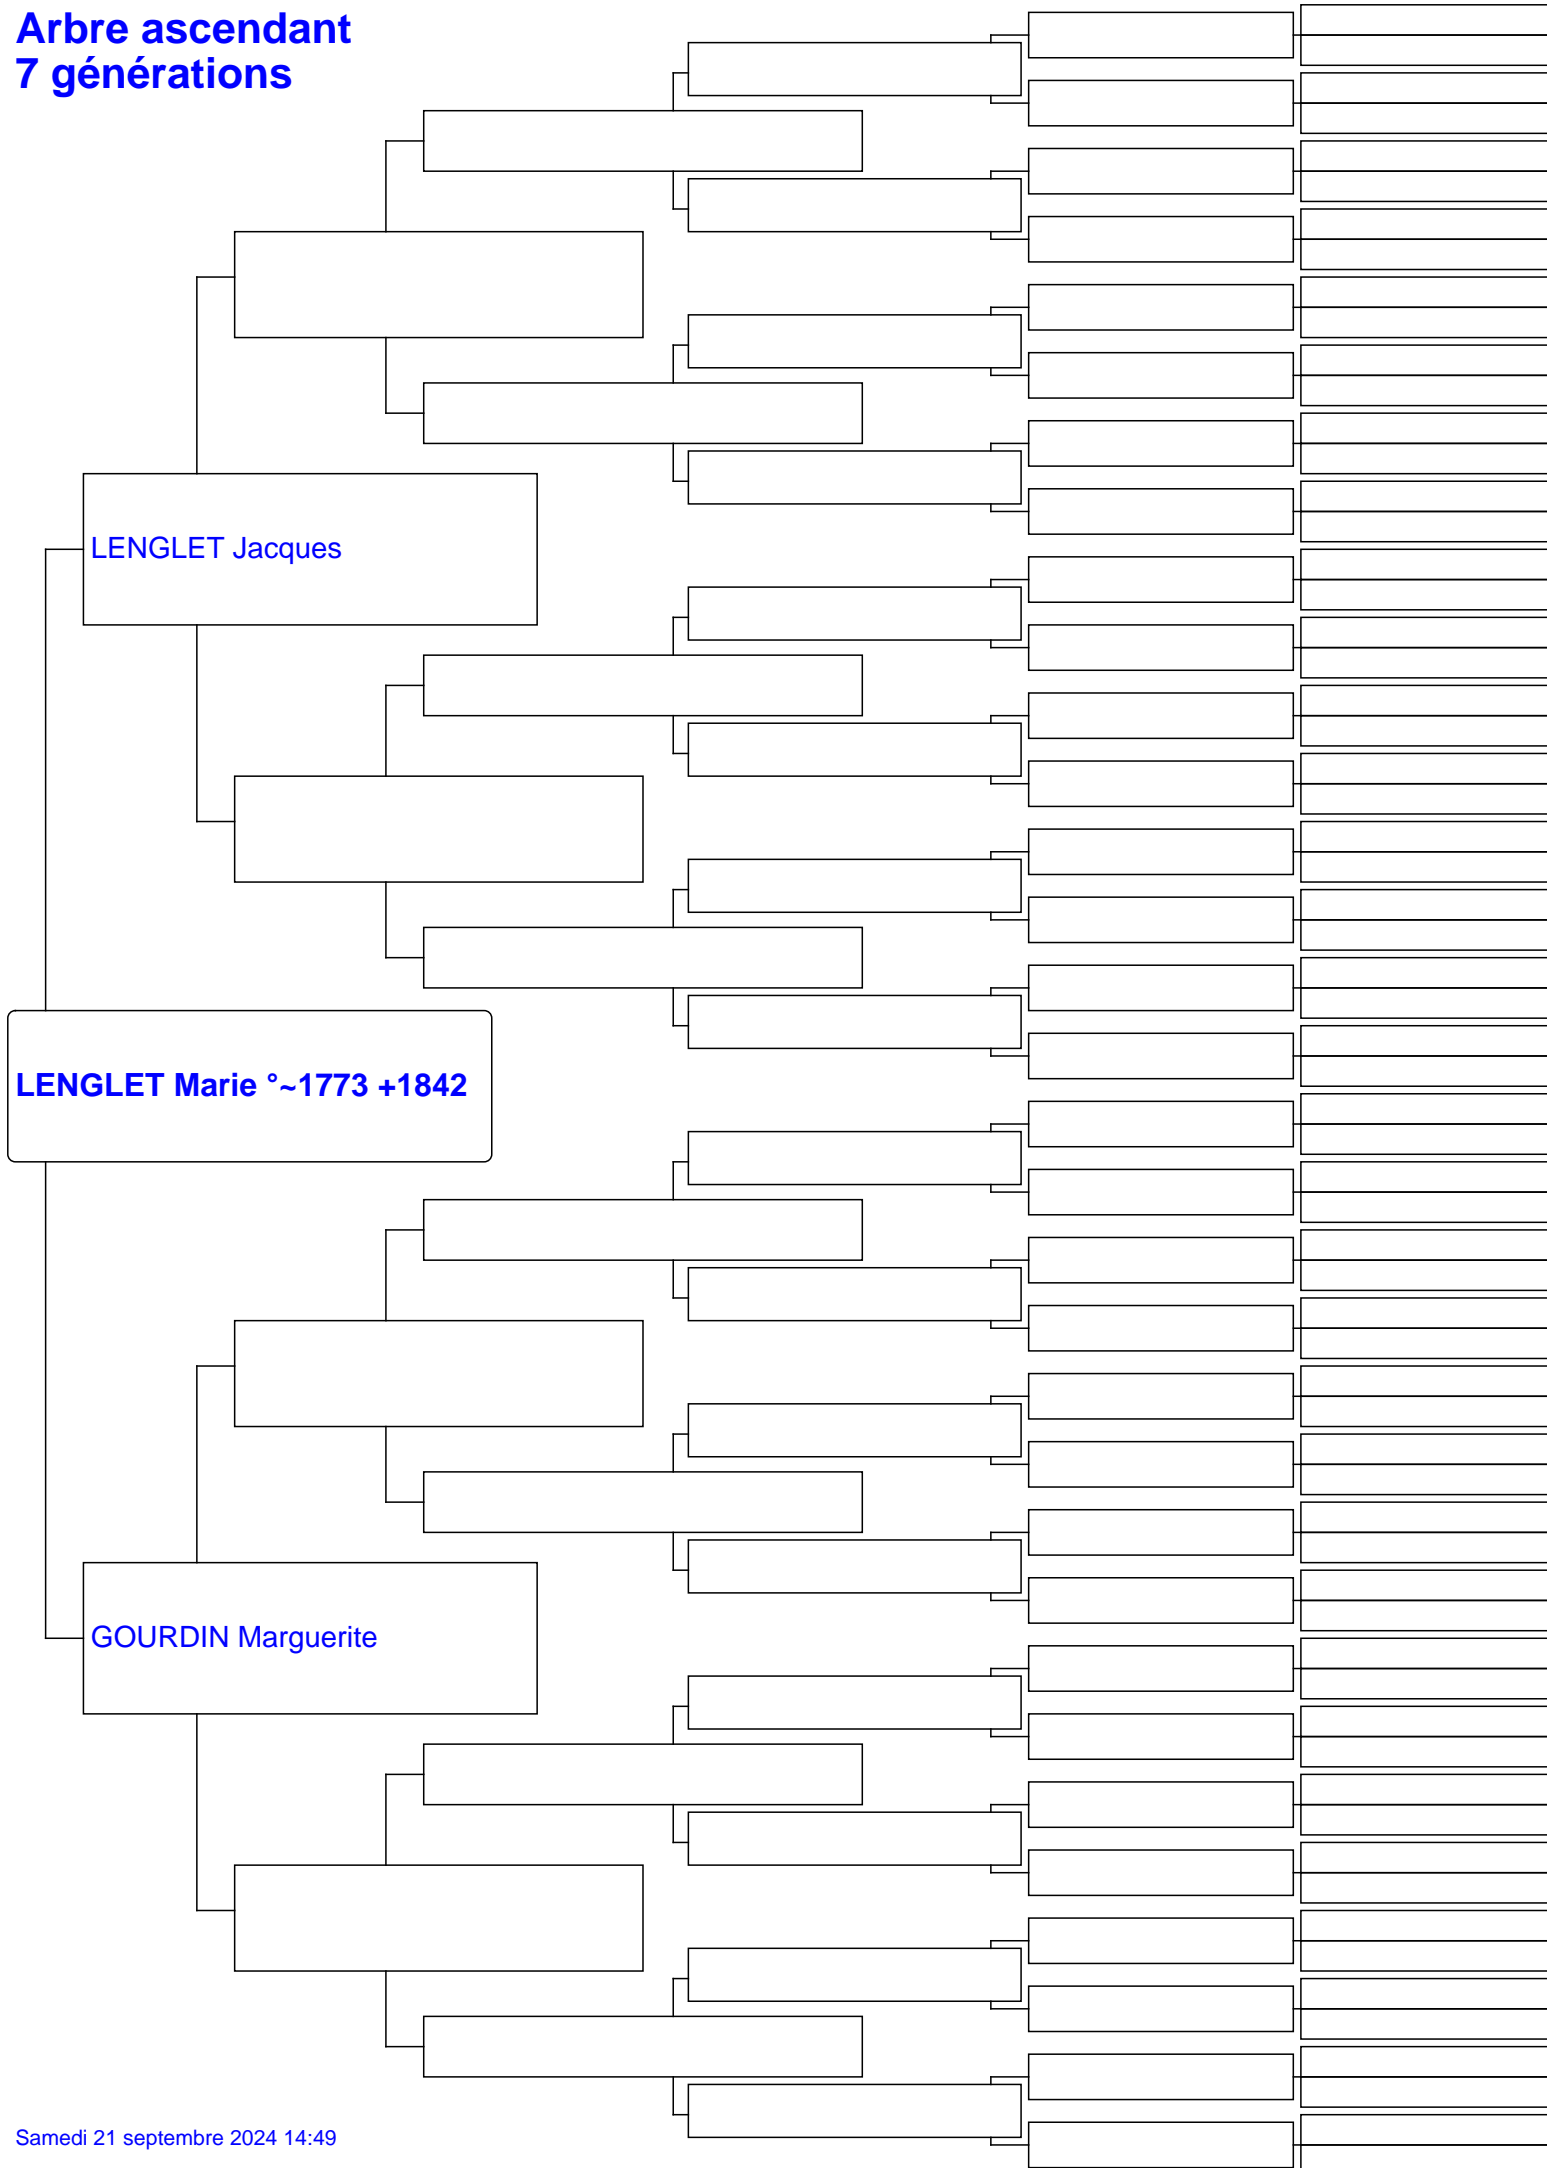 Arbre ascendant
7 générations
LENGLET Jacques
LENGLET Marie °~1773 +1842
GOURDIN Marguerite
Samedi 21 septembre 2024 14:49